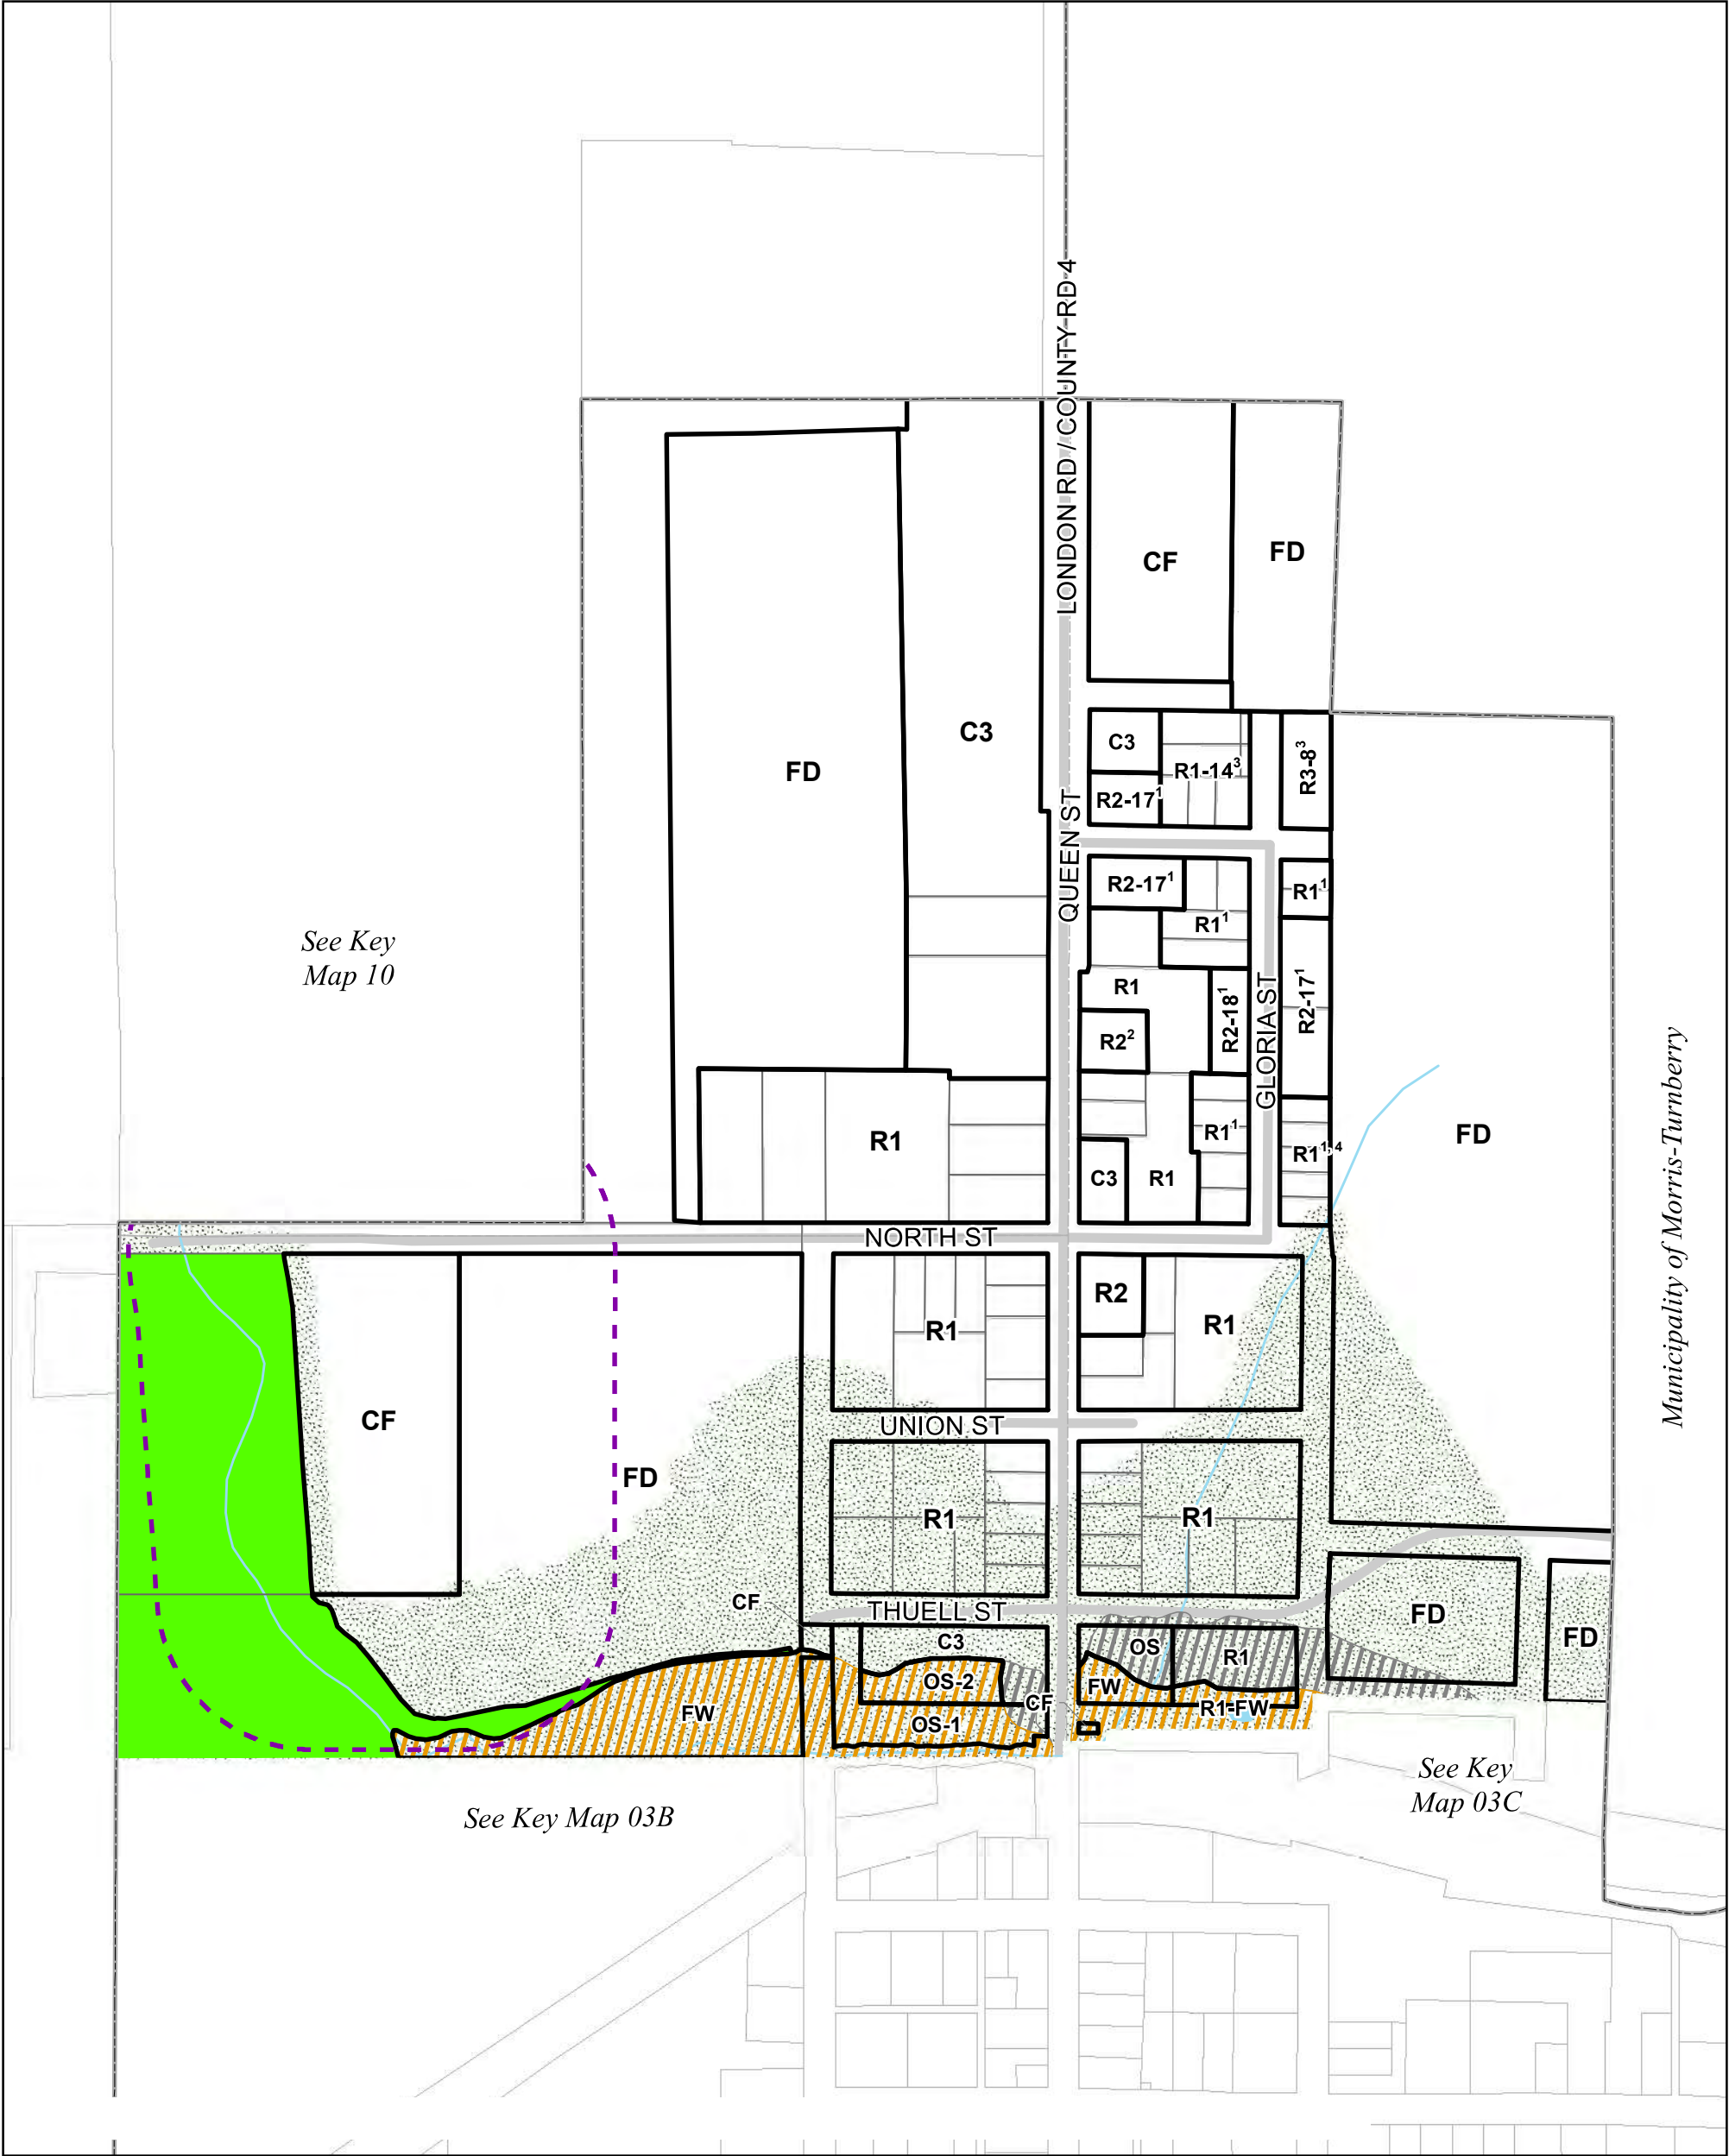 LONDON RD / COUNTY RD 4
CF
FD
C3
FD
C3
R1-14³
R3-8³
R2-17¹
QUEEN ST
R2-17¹
R1¹
R1¹
See Key
Map 10
R1
R2-18¹
R2-17¹
GLORIA ST
R2²
Municipality of Morris-Turnberry
R1
R1¹
FD
R1¹,⁴
C3
R1
NORTH ST
R2
R1
R1
CF
UNION ST
FD
R1
R1
CF
THUELL ST
FD
C3
OS
R1
FD
OS-2
FW
CF
R1-FW
FW
OS-1
See Key
Map 03C
See Key Map 03B